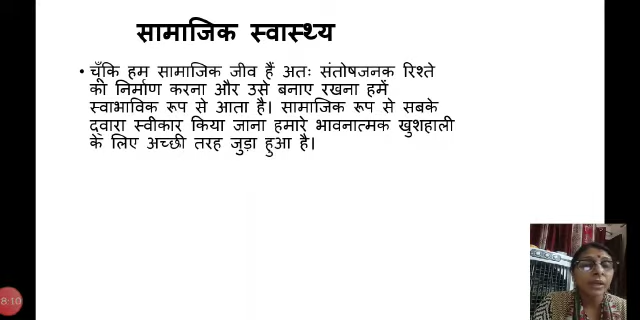 सामाजिक स्वास्थ्य
• चूँकि हम सामाजिक जीव हैं अतः संतोषजनक रिश्ते
का निर्माण करना और उसे बनाए रखना हमें
स्वाभाविक रूप से आता है। सामाजिक रूप से सबके
द्वारा स्वीकार किया जाना हमारे भावनात्मक खुशहाली
के लिए अच्छी तरह जुड़ा हुआ है।
8:10